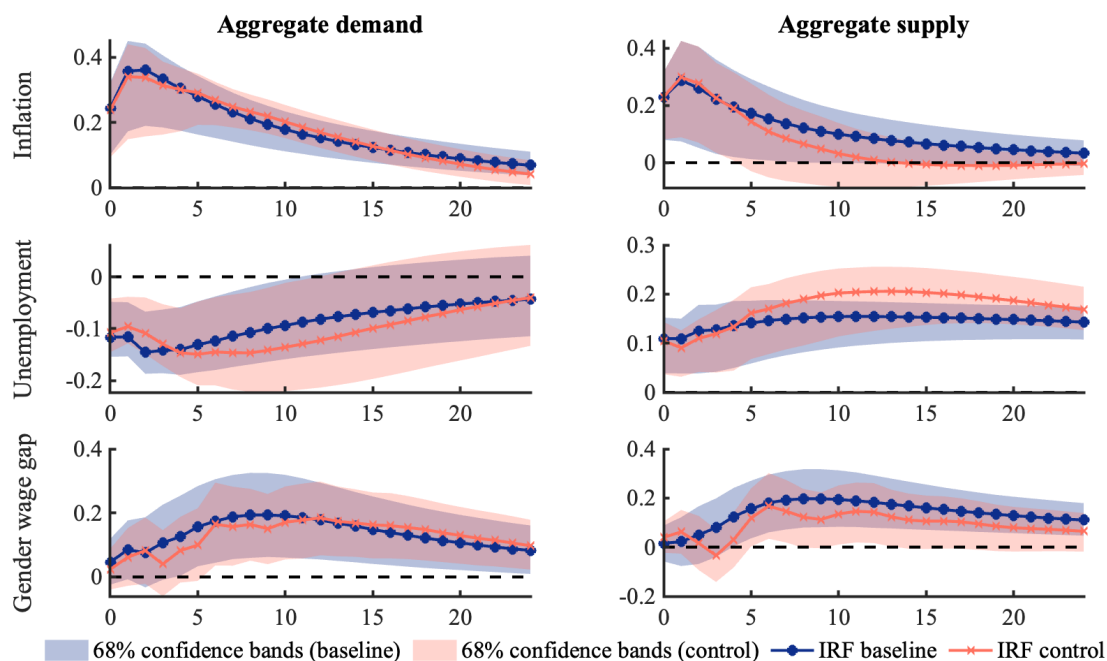 Aggregate demand
Aggregate supply
Inflation
0.4
0.2
0
0 5 10 15 20
0.4
0.2
0
0 5 10 15 20
Unemployment
0
-0.1
-0.2
0 5 10 15 20
0.3
0.2
0.1
0
0 5 10 15 20
Gender wage gap
0.4
0.2
0
0 5 10 15 20
0.4
0.2
0
-0.2
0 5 10 15 20
68% confidence bands (baseline) 68% confidence bands (control) IRF baseline IRF control